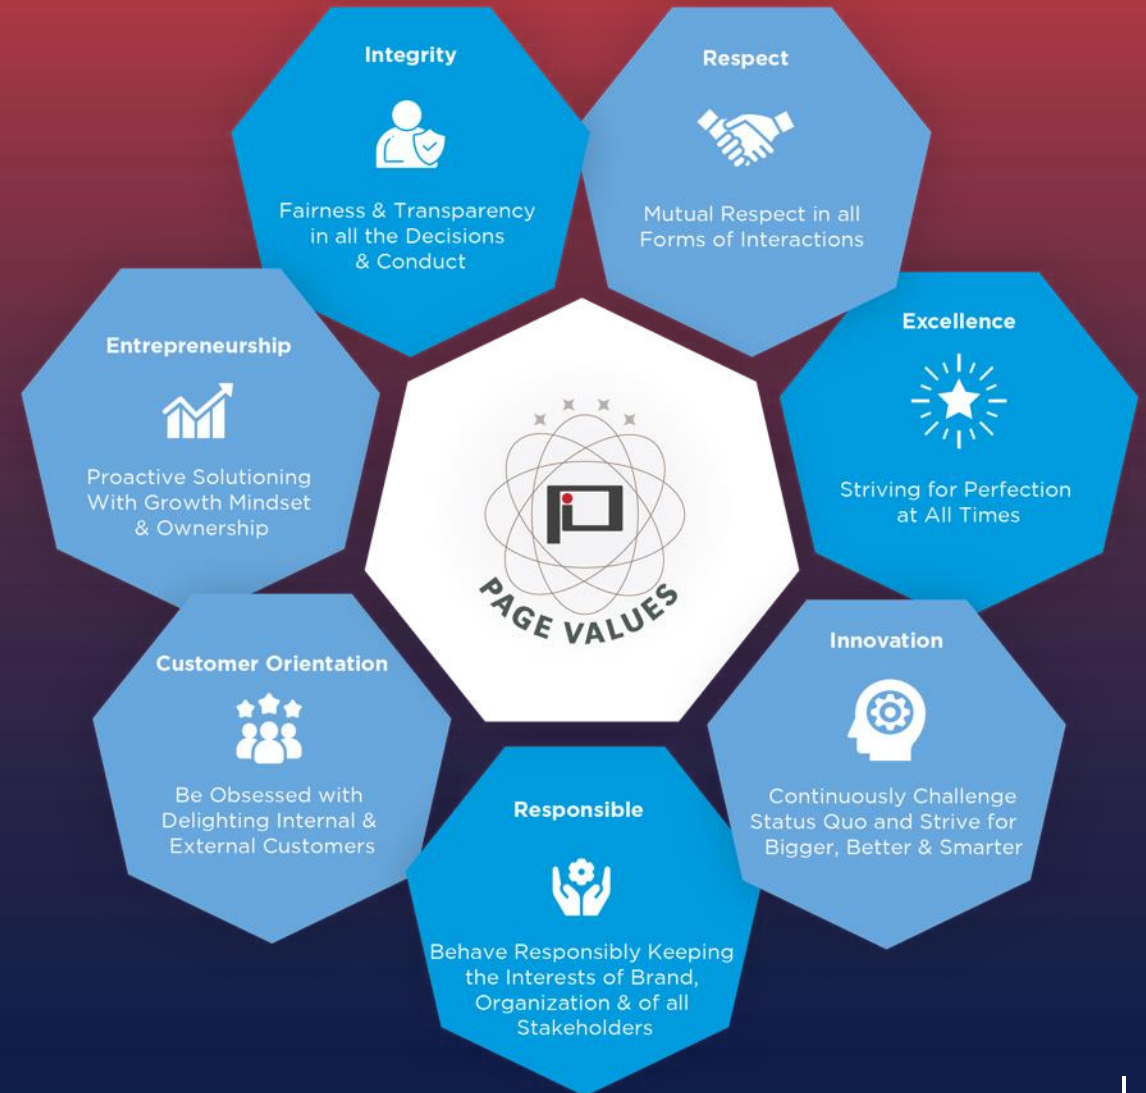 Integrity
Fairness & Transparency
in all the Decisions
& Conduct
Respect
Mutual Respect in all
Forms of Interactions
Excellence
Striving for Perfection
at All Times
Innovation
Continuously Challenge
Status Quo and Strive for
Bigger, Better & Smarter
Responsible
Behave Responsibly Keeping
the Interests of Brand,
Organization & of all
Stakeholders
Customer Orientation
Be Obsessed with
Delighting Internal &
External Customers
Entrepreneurship
Proactive Solutioning
With Growth Mindset
& Ownership
PAGE VALUES